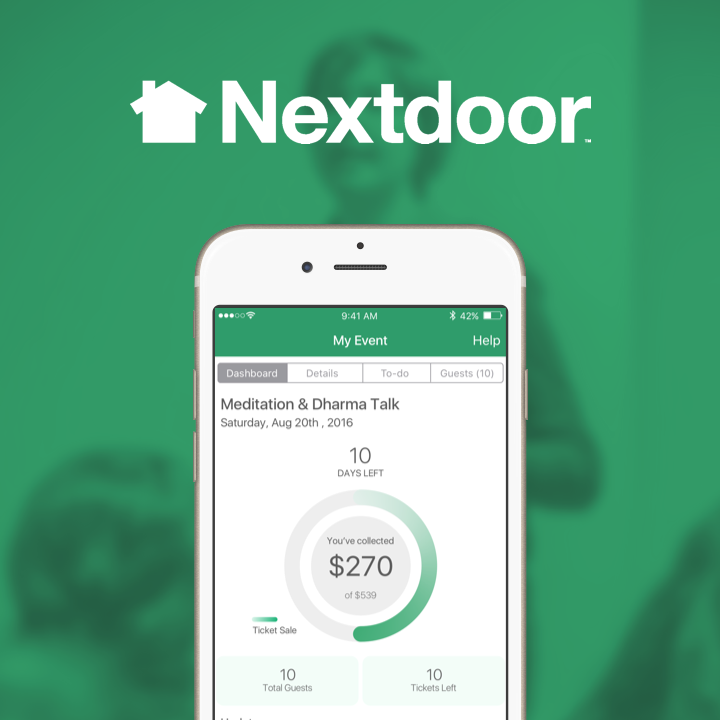 Nextdoor™
9:41 AM
42%
My Event
Help
Dashboard
Details
To-do
Guests (10)
Meditation & Dharma Talk
Saturday, Aug 20th , 2016
10
DAYS LEFT
You've collected
$270
of $539
Ticket Sale
10
Total Guests
10
Tickets Left